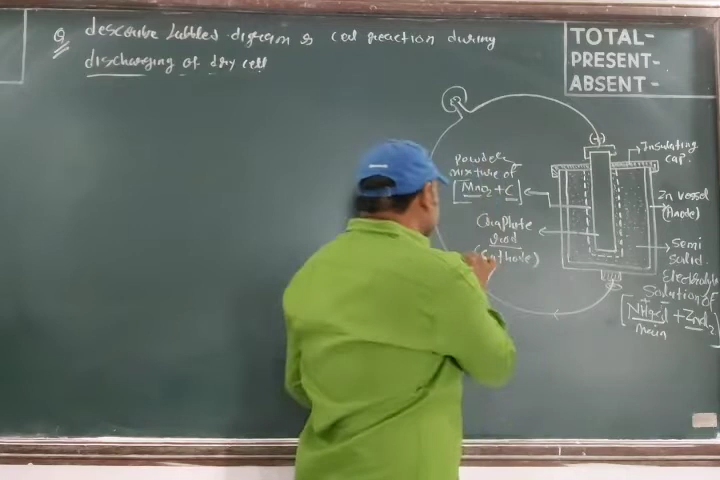 Q. describe labbled digram & cell reaction during
discharging of dry cell
TOTAL-
PRESENT-
ABSENT-
(+)
Insulating
cap.
Powder
mixture of
[MnO2 + C]
Zn vessel
(Anode)
Graphite
rod
(Cathode)
semi
solid.
Electrolyte
Solution of
[NH4Cl + ZnCl2]
main